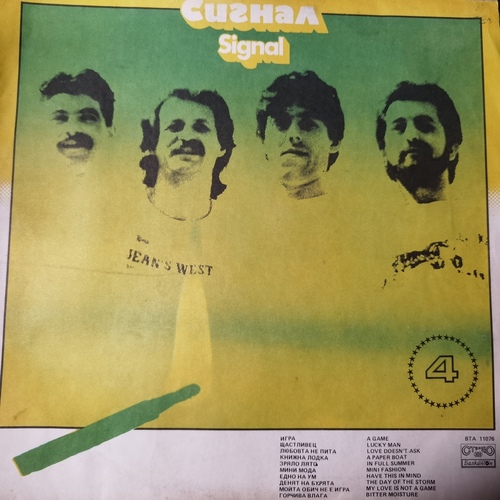 Сигнал
Signal
JEAN'S WEST
4
ИГРА A GAME BTA 11076
ЩАСТЛИВЕЦ LUCKY MAN
ЛЮБОВТА НЕ ПИТА LOVE DOESN'T ASK
КНИЖНА ЛОДКА A PAPER BOAT
ЗРЯЛО ЛЯТО IN FULL SUMMER
МИНИ МОДА MINI FASHION
ЕДНО НА УМ HAVE THIS IN MIND
ДЕНЯТ НА БУРЯТА THE DAY OF THE STORM
МОЙТА ОБИЧ НЕ Е ИГРА MY LOVE IS NOT A GAME
ГОРЧИВА ВЛАГА BITTER MOISTURE
Balkanton